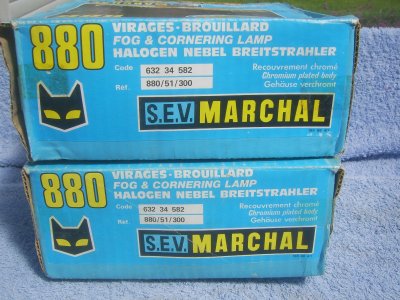 880
VIRAGES-BROUILLARD
FOG & CORNERING LAMP
HALOGEN NEBEL BREITSTRAHLER
Code 632 34 582
Réf. 880/51/300
Recouvrement chromé
Chromium plated body
Gehäuse verchromt
S.E.V. MARCHAL
880
VIRAGES-BROUILLARD
FOG & CORNERING LAMP
HALOGEN NEBEL BREITSTRAHLER
Code 632 34 582
Réf. 880/51/300
Recouvrement chromé
Chromium plated body
Gehäuse verchromt
S.E.V. MARCHAL